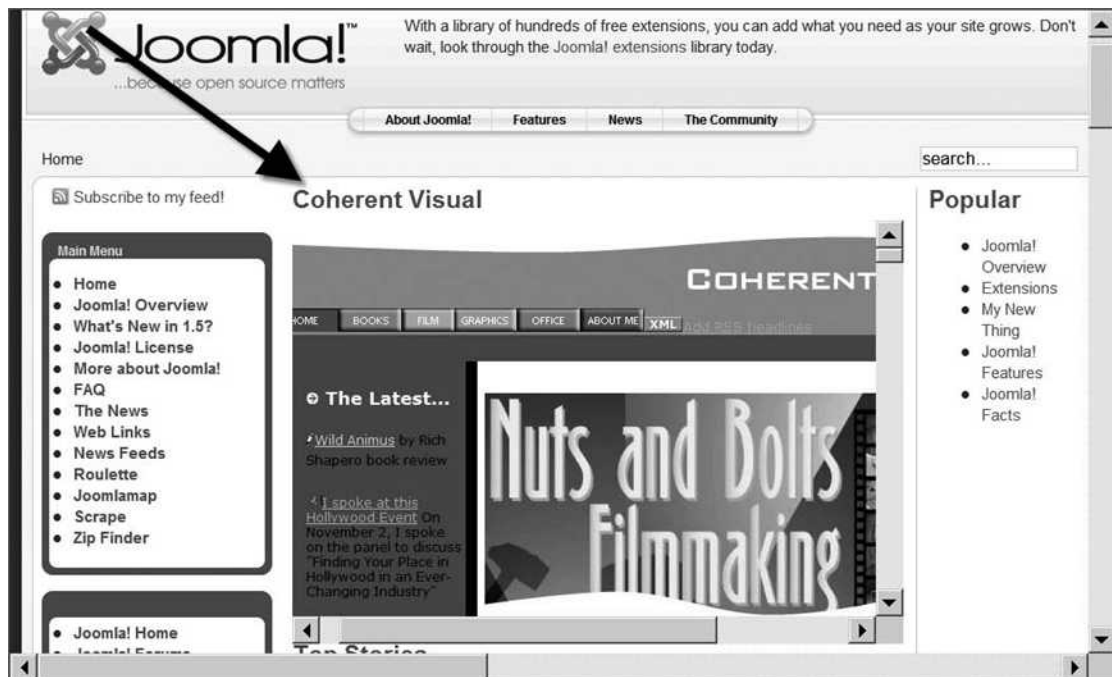 Joomla!™
...because open source matters
With a library of hundreds of free extensions, you can add what you need as your site grows. Don't
wait, look through the Joomla! extensions library today.
About Joomla! Features News The Community
Home
search...
Subscribe to my feed!
Main Menu
Home
Joomla! Overview
What's New in 1.5?
Joomla! License
More about Joomla!
FAQ
The News
Web Links
News Feeds
Roulette
Joomlamap
Scrape
Zip Finder
Joomla! Home
Joomla! Forums
Coherent Visual
COHERENT
HOME BOOKS FILM GRAPHICS OFFICE ABOUT ME XML Add RSS headlines
The Latest...
Wild Animus by Rich
Shapero book review
I spoke at this
Hollywood Event On
November 2, I spoke
on the panel to discuss
"Finding Your Place in
Hollywood in an Ever-
Changing Industry"
Nuts and Bolts
Filmmaking
Top Stories
Popular
Joomla!
Overview
Extensions
My New
Thing
Joomla!
Features
Joomla!
Facts